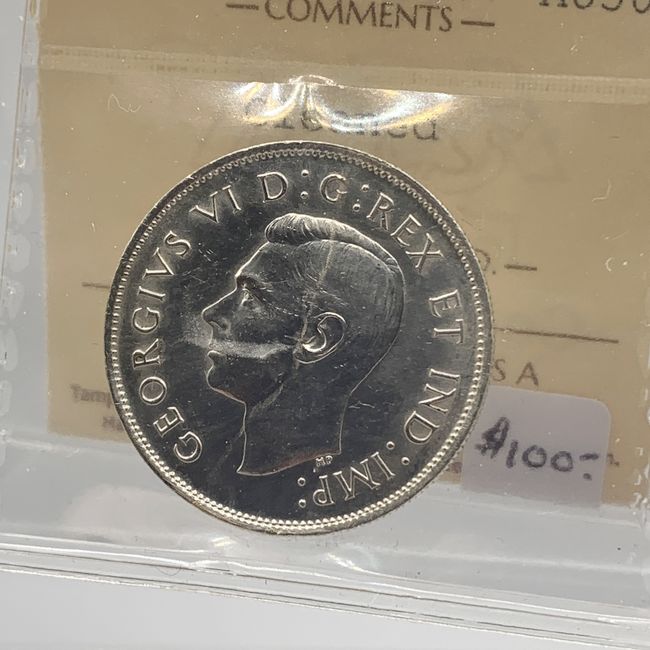 —COMMENTS—
Cleaned
GEORGIVS VI D:G:REX ET IND:IMP:
HP
S A
$100-